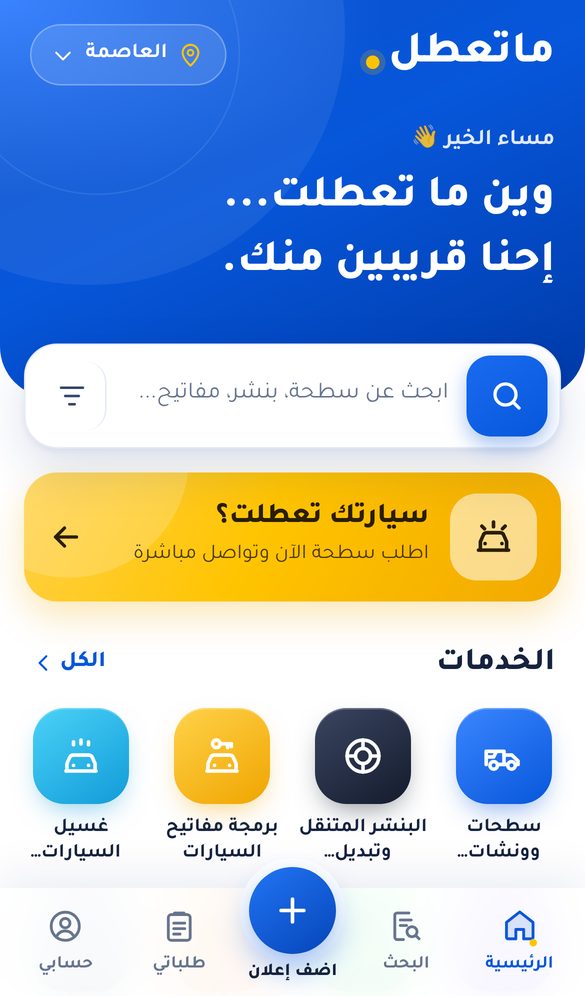 ماتعطل
العاصمة
مساء الخير 👋
وين ما تعطلت...
إحنا قريبين منك.
ابحث عن سطحة، بنشر، مفاتيح...
سيارتك تعطلت؟
اطلب سطحة الآن وتواصل مباشرة
الخدمات
الكل
سطحات
وونشات...
البنشر المتنقل
وتبديل...
برمجة مفاتيح
السيارات
غسيل
السيارات...
الرئيسية
البحث
اضف إعلان
طلباتي
حسابي